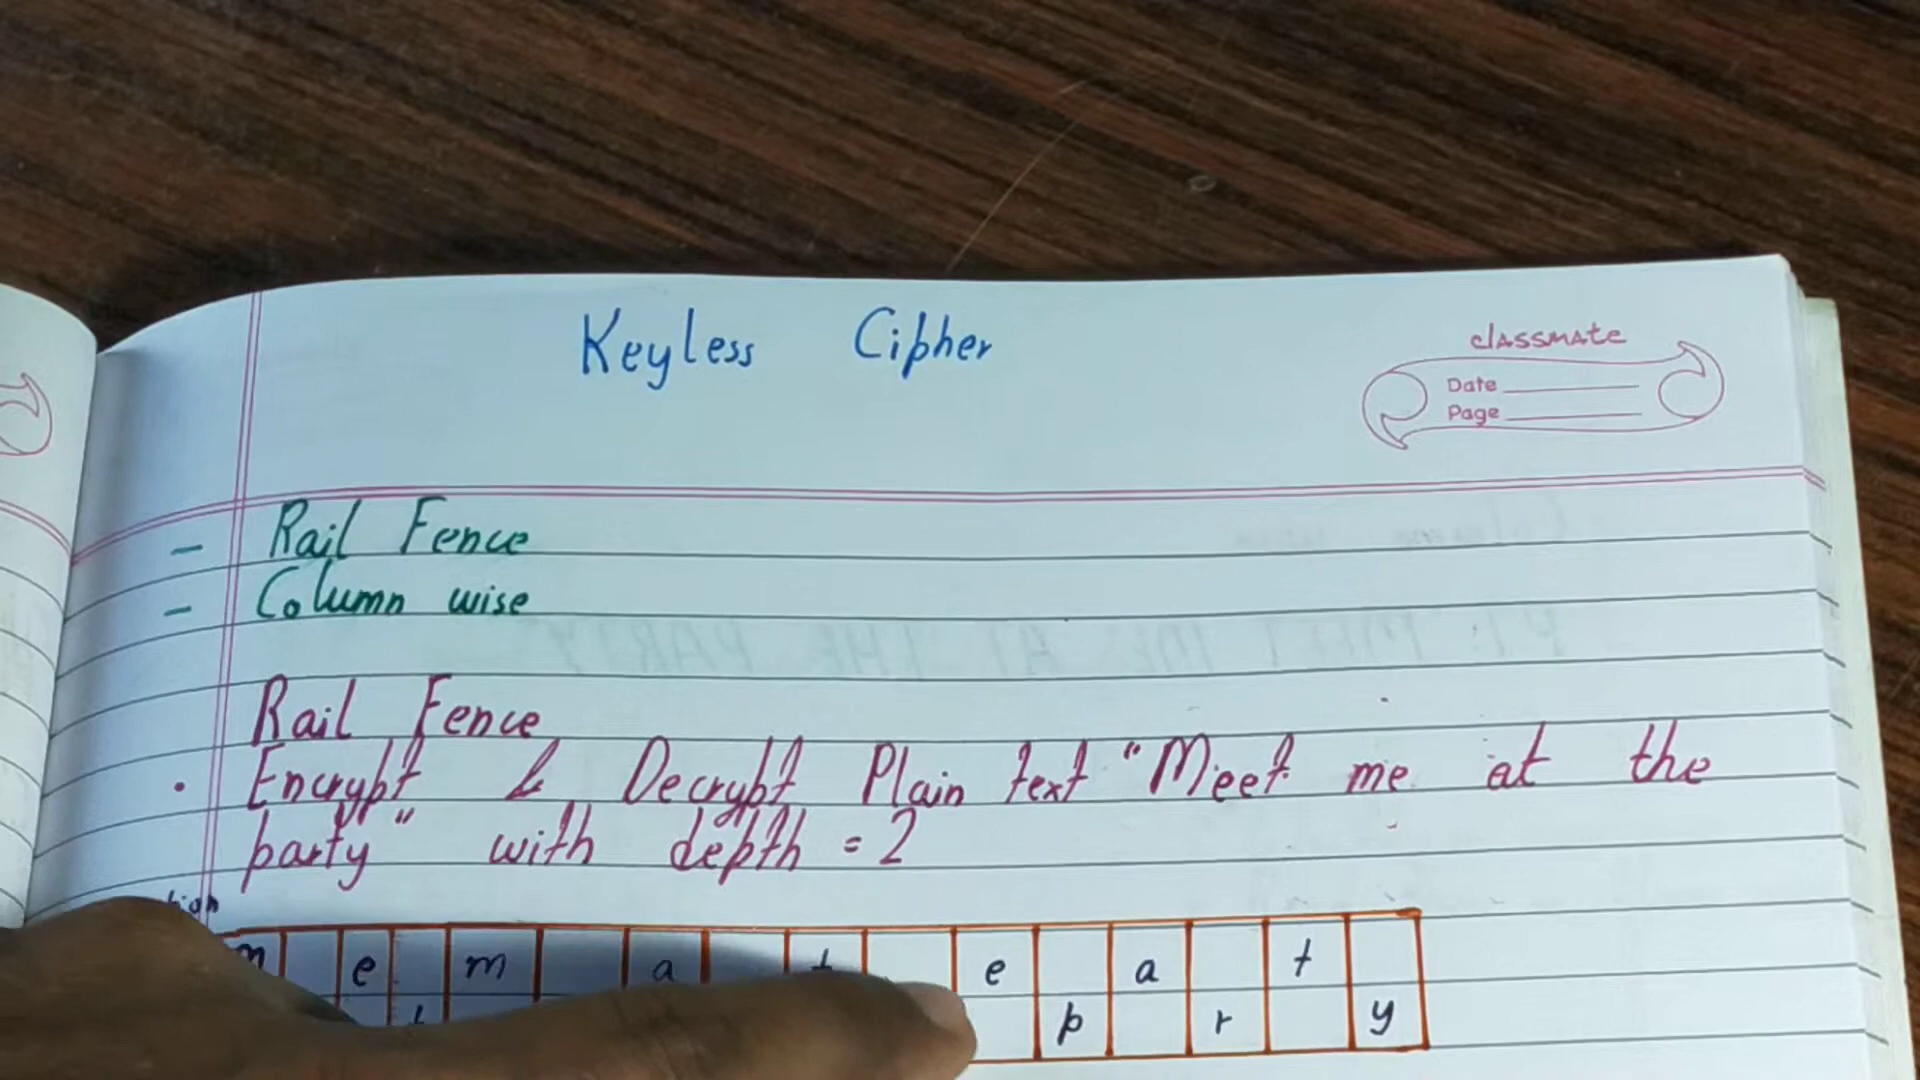 Keyless Cipher
classmate
Date
Page
- Rail Fence
- Column wise
Rail Fence
. Encrypt & Decrypt Plain text "Meet me at the
party" with depth = 2
m e m a t e a t
t p r y